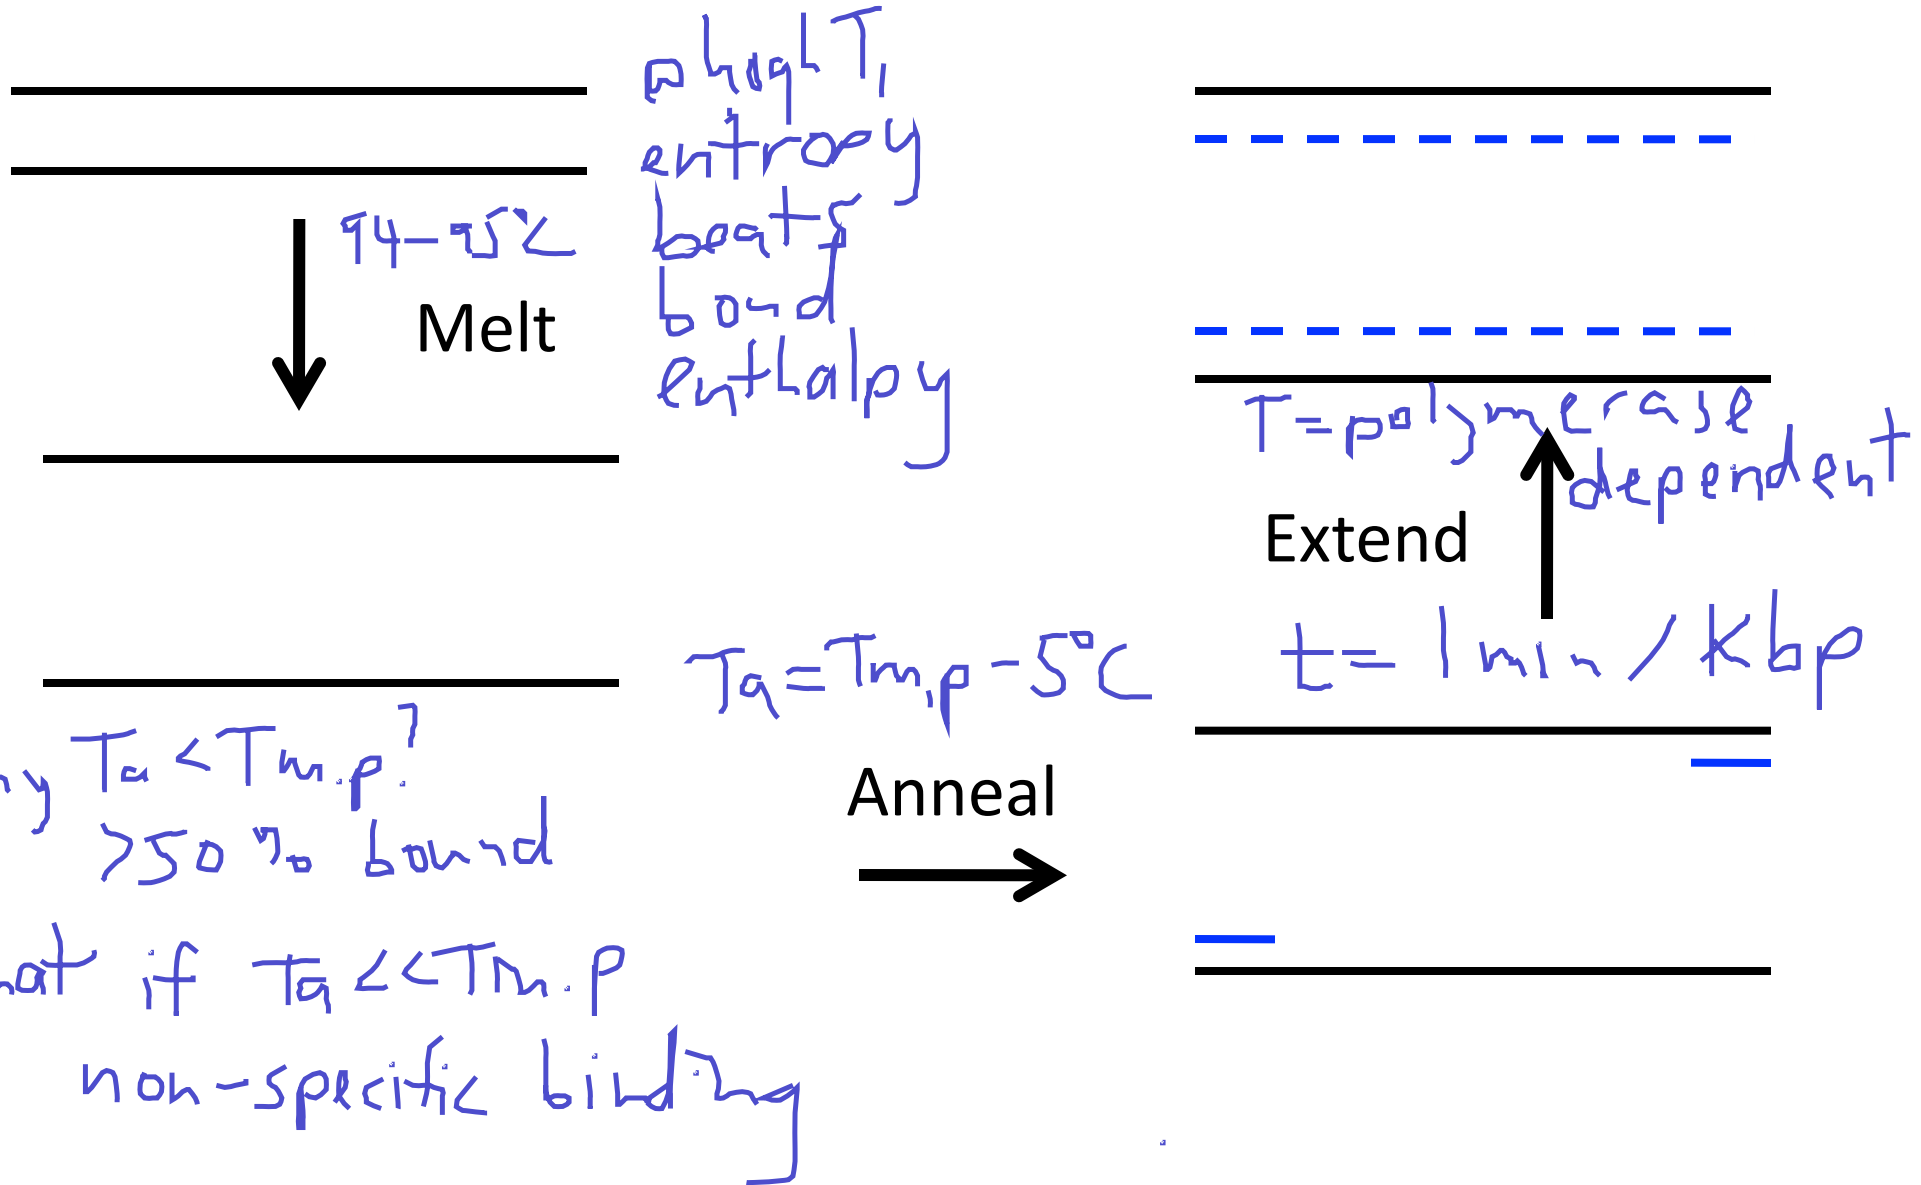 high T,
entropy
beats
bond
enthalpy
94-95°C
Melt
T= polymerase
dependent
Extend
t= 1 min/Kbp
Ta=Tm,p-5°C
Anneal
Ta<Tm,p?
>50% bound
if Ta<<Tm,p
non-specific binding